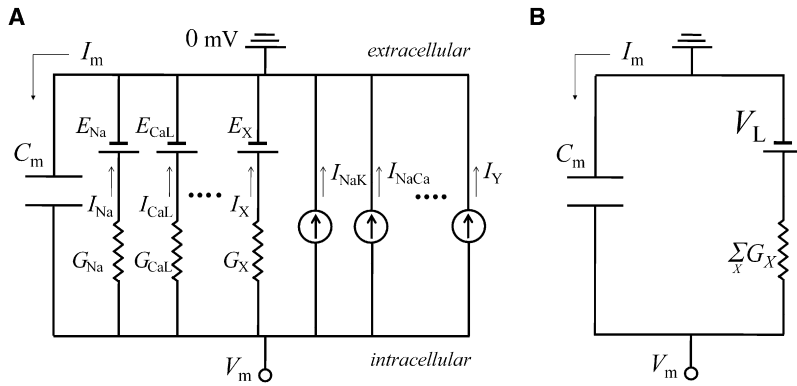 A
0 mV
extracellular
I_m
E_Na
E_CaL
E_X
C_m
I_Na
I_CaL
I_X
I_NaK
I_NaCa
I_Y
G_Na
G_CaL
G_X
V_m
intracellular
B
I_m
V_L
C_m
Σ_X G_X
V_m